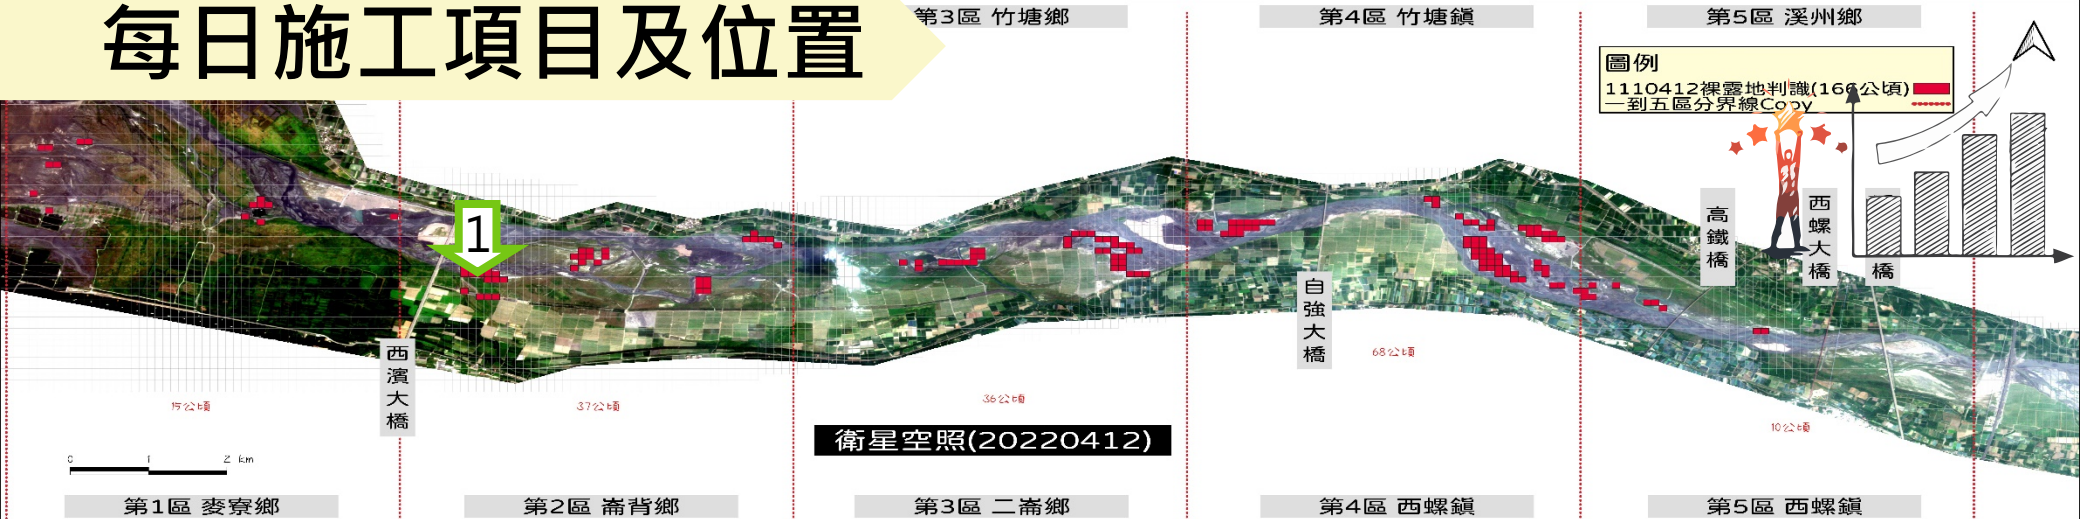 每日施工項目及位置
第3區 竹塘鄉
第4區 竹塘鎮
第5區 溪州鄉
圖例
1110412裸露地判識(166公頃)
一到五區分界線Copy
1
高鐵橋
西螺大橋
橋
自強大橋
西濱大橋
15公頃
37公頃
36公頃
68公頃
10公頃
衛星空照(20220412)
0 1 2 km
第1區 麥寮鄉
第2區 崙背鄉
第3區 二崙鄉
第4區 西螺鎮
第5區 西螺鎮